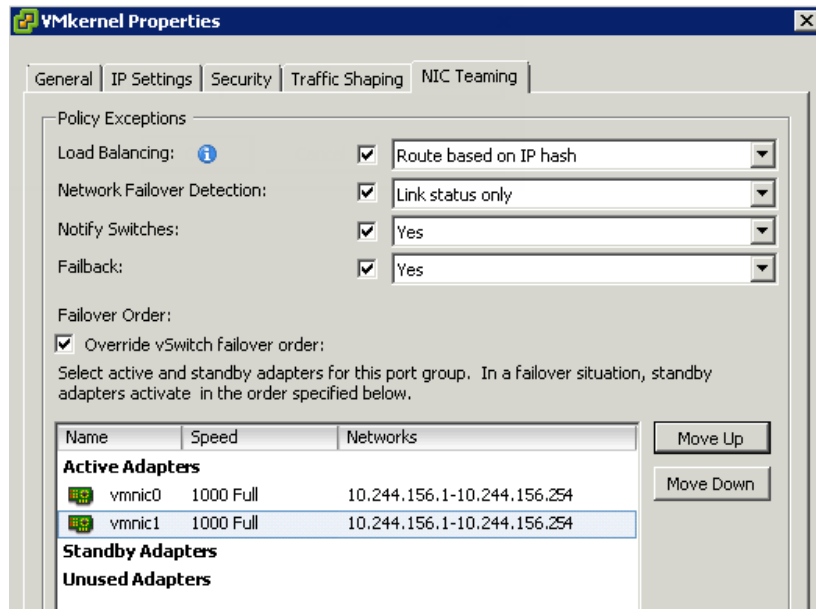 VMkernel Properties
General IP Settings Security Traffic Shaping NIC Teaming
Policy Exceptions
Load Balancing: Route based on IP hash
Network Failover Detection: Link status only
Notify Switches: Yes
Failback: Yes
Failover Order:
Override vSwitch failover order:
Select active and standby adapters for this port group. In a failover situation, standby
adapters activate in the order specified below.
Name Speed Networks
Move Up
Active Adapters
Move Down
vmnic0 1000 Full 10.244.156.1-10.244.156.254
vmnic1 1000 Full 10.244.156.1-10.244.156.254
Standby Adapters
Unused Adapters